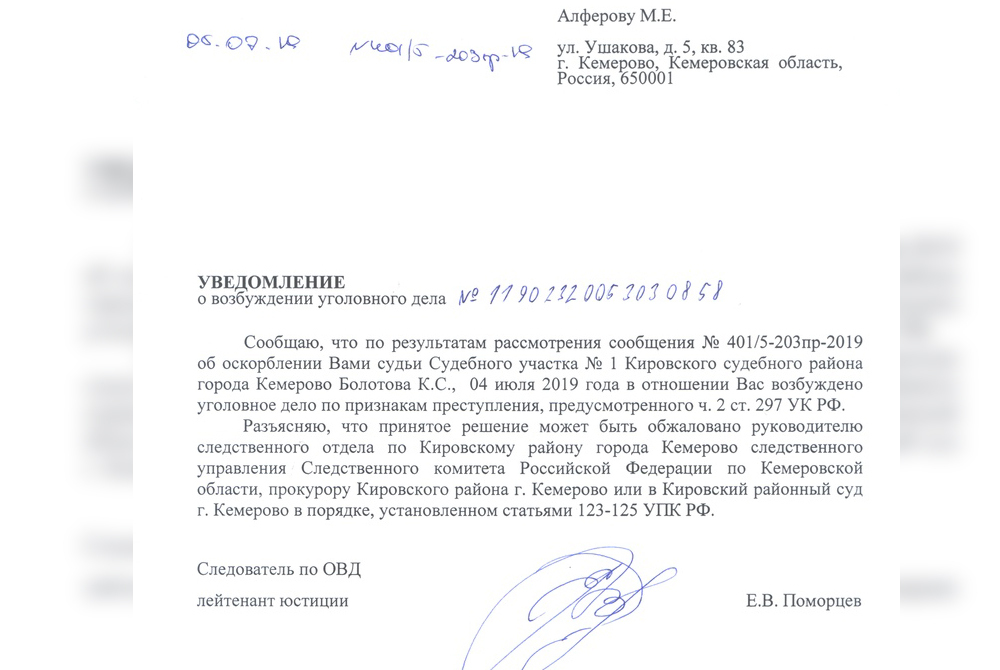 Алферову М.Е.
05.07.19 №401/5-203пр-19
ул. Ушакова, д. 5, кв. 83
г. Кемерово, Кемеровская область,
Россия, 650001
УВЕДОМЛЕНИЕ
о возбуждении уголовного дела № 11902320053030858
Сообщаю, что по результатам рассмотрения сообщения № 401/5-203пр-2019
об оскорблении Вами судьи Судебного участка № 1 Кировского судебного района
города Кемерово Болотова К.С., 04 июля 2019 года в отношении Вас возбуждено
уголовное дело по признакам преступления, предусмотренного ч. 2 ст. 297 УК РФ.
Разъясняю, что принятое решение может быть обжаловано руководителю
следственного отдела по Кировскому району города Кемерово следственного
управления Следственного комитета Российской Федерации по Кемеровской
области, прокурору Кировского района г. Кемерово или в Кировский районный суд
г. Кемерово в порядке, установленном статьями 123-125 УПК РФ.
Следователь по ОВД
лейтенант юстиции Е.В. Поморцев